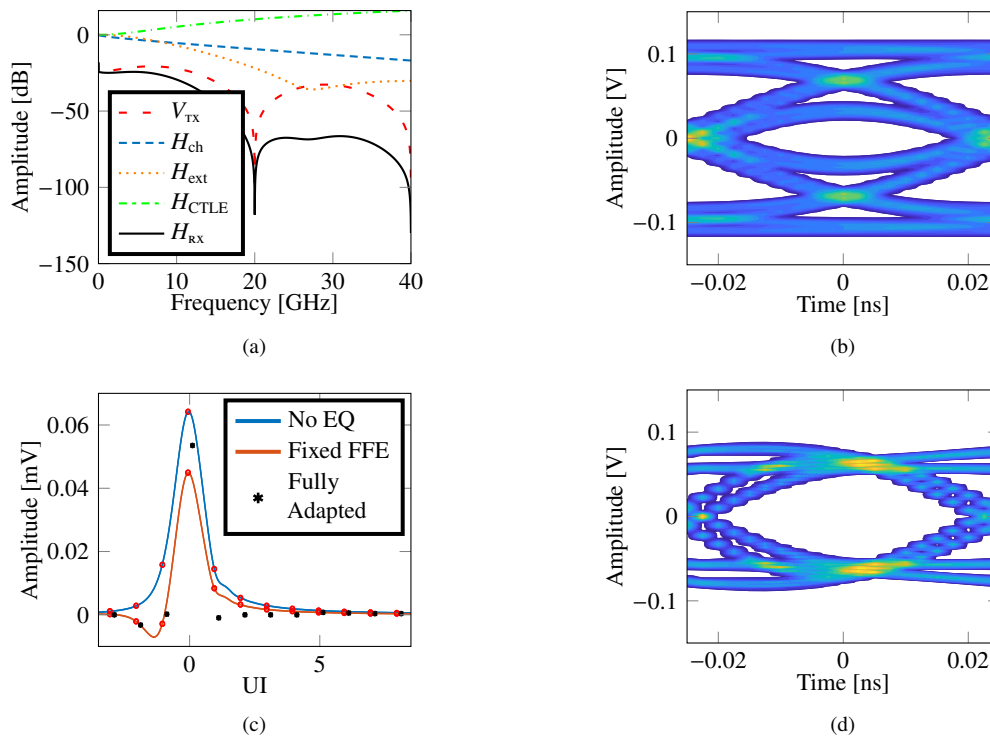 0
−50
−100
−150
0
10
20
30
40
Amplitude [dB]
Frequency [GHz]
V_TX
H_ch
H_ext
H_CTLE
H_RX
(a)
0.1
0
−0.1
−0.02
0
0.02
Amplitude [V]
Time [ns]
(b)
0.06
0.04
0.02
0
0
5
Amplitude [mV]
UI
No EQ
Fixed FFE
Fully
Adapted
(c)
0.1
0
−0.1
−0.02
0
0.02
Amplitude [V]
Time [ns]
(d)